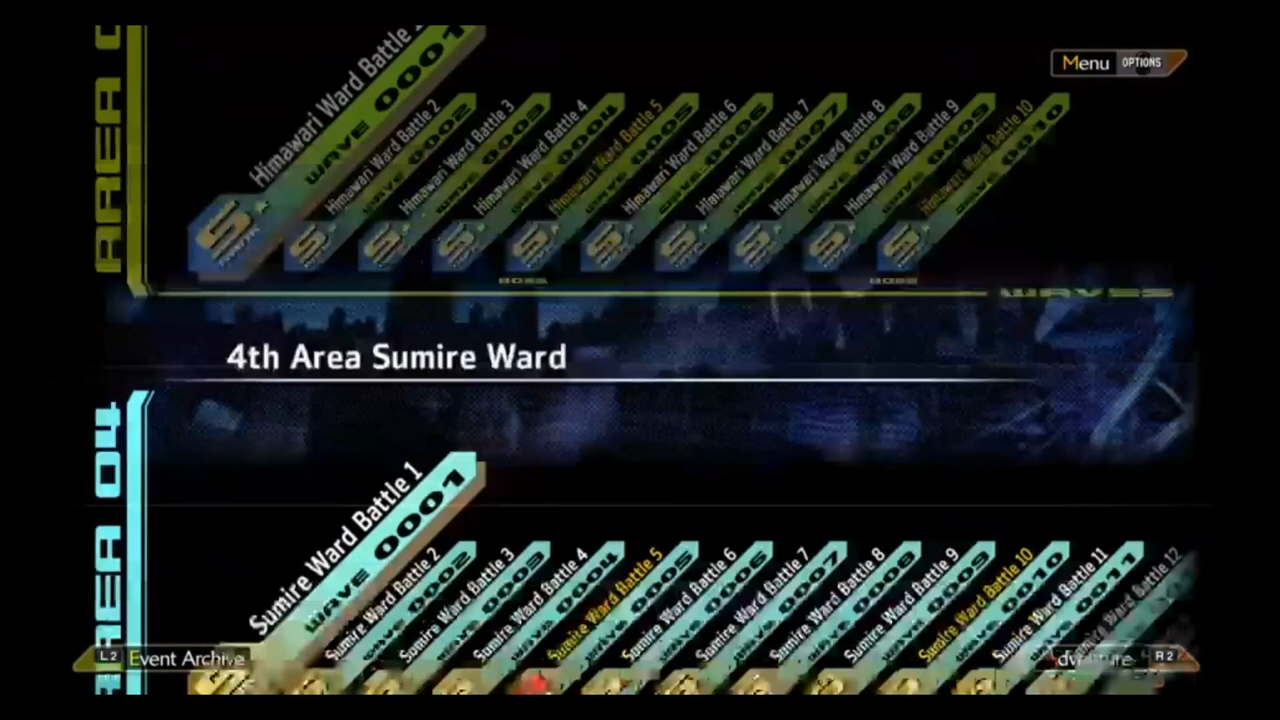 AREA 0
Menu OPTIONS
Himawari Ward Battle
WAVE 0001
Himawari Ward Battle 2
WAVE 0002
Himawari Ward Battle 3
WAVE 0003
Himawari Ward Battle 4
WAVE 0004
Himawari Ward Battle 5
WAVE 0005
Himawari Ward Battle 6
WAVE 0006
Himawari Ward Battle 7
WAVE 0007
Himawari Ward Battle 8
WAVE 0008
Himawari Ward Battle 9
WAVE 0009
Himawari Ward Battle 10
WAVE 0010
S RANK
S
S
S
S
S
S
S
S
S
BOSS
BOSS
WAVES
4th Area Sumire Ward
AREA 04
Sumire Ward Battle 1
WAVE 0001
Sumire Ward Battle 2
WAVE 0002
Sumire Ward Battle 3
WAVE 0003
Sumire Ward Battle 4
WAVE 0004
Sumire Ward Battle 5
WAVE 0005
Sumire Ward Battle 6
WAVE 0006
Sumire Ward Battle 7
WAVE 0007
Sumire Ward Battle 8
WAVE 0008
Sumire Ward Battle 9
WAVE 0009
Sumire Ward Battle 10
WAVE 0010
Sumire Ward Battle 11
WAVE 0011
Sumire Ward Battle 12
L2 Event Archive
Adventure R2